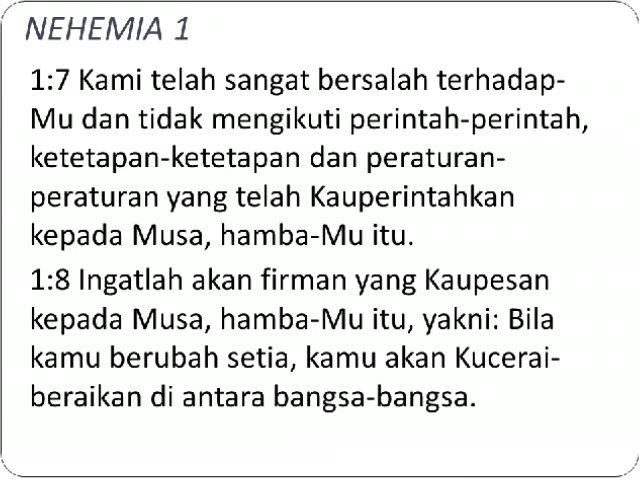 NEHEMIA 1
1:7 Kami telah sangat bersalah terhadap-
Mu dan tidak mengikuti perintah-perintah,
ketetapan-ketetapan dan peraturan-
peraturan yang telah Kauperintahkan
kepada Musa, hamba-Mu itu.
1:8 Ingatlah akan firman yang Kaupesan
kepada Musa, hamba-Mu itu, yakni: Bila
kamu berubah setia, kamu akan Kucerai-
beraikan di antara bangsa-bangsa.